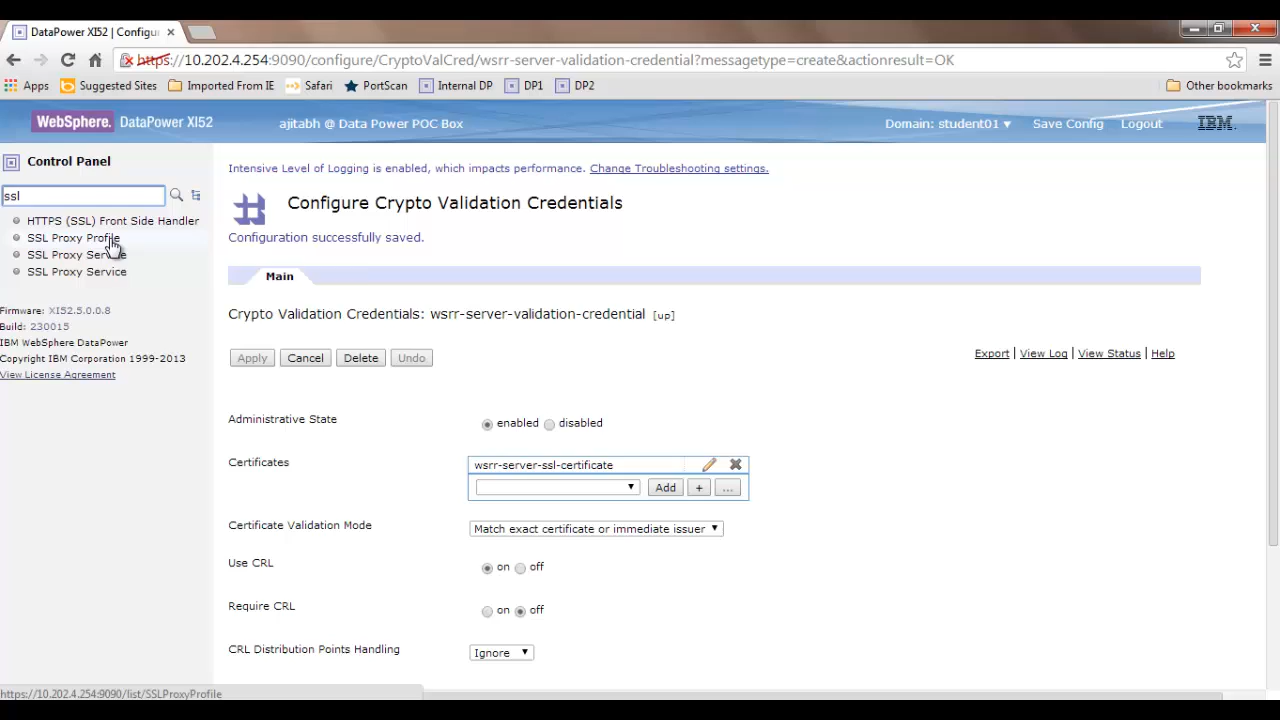 DataPower XI52 | Configur
https://10.202.4.254:9090/configure/CryptoValCred/wsrr-server-validation-credential?messagetype=create&actionresult=OK
Apps Suggested Sites Imported From IE Safari PortScan Internal DP DP1 DP2 Other bookmarks
WebSphere. DataPower XI52 ajitabh @ Data Power POC Box Domain: student01 Save Config Logout IBM.
Control Panel
ssl
HTTPS (SSL) Front Side Handler
SSL Proxy Profile
SSL Proxy Service
SSL Proxy Service
Firmware: XI52.5.0.0.8
Build: 230015
IBM WebSphere DataPower
Copyright IBM Corporation 1999-2013
View License Agreement
Intensive Level of Logging is enabled, which impacts performance. Change Troubleshooting settings.
Configure Crypto Validation Credentials
Configuration successfully saved.
Main
Crypto Validation Credentials: wsrr-server-validation-credential [up]
Apply Cancel Delete Undo Export | View Log | View Status | Help
Administrative State enabled disabled
Certificates wsrr-server-ssl-certificate
Add + ...
Certificate Validation Mode Match exact certificate or immediate issuer
Use CRL on off
Require CRL on off
CRL Distribution Points Handling Ignore
https://10.202.4.254:9090/list/SSLProxyProfile